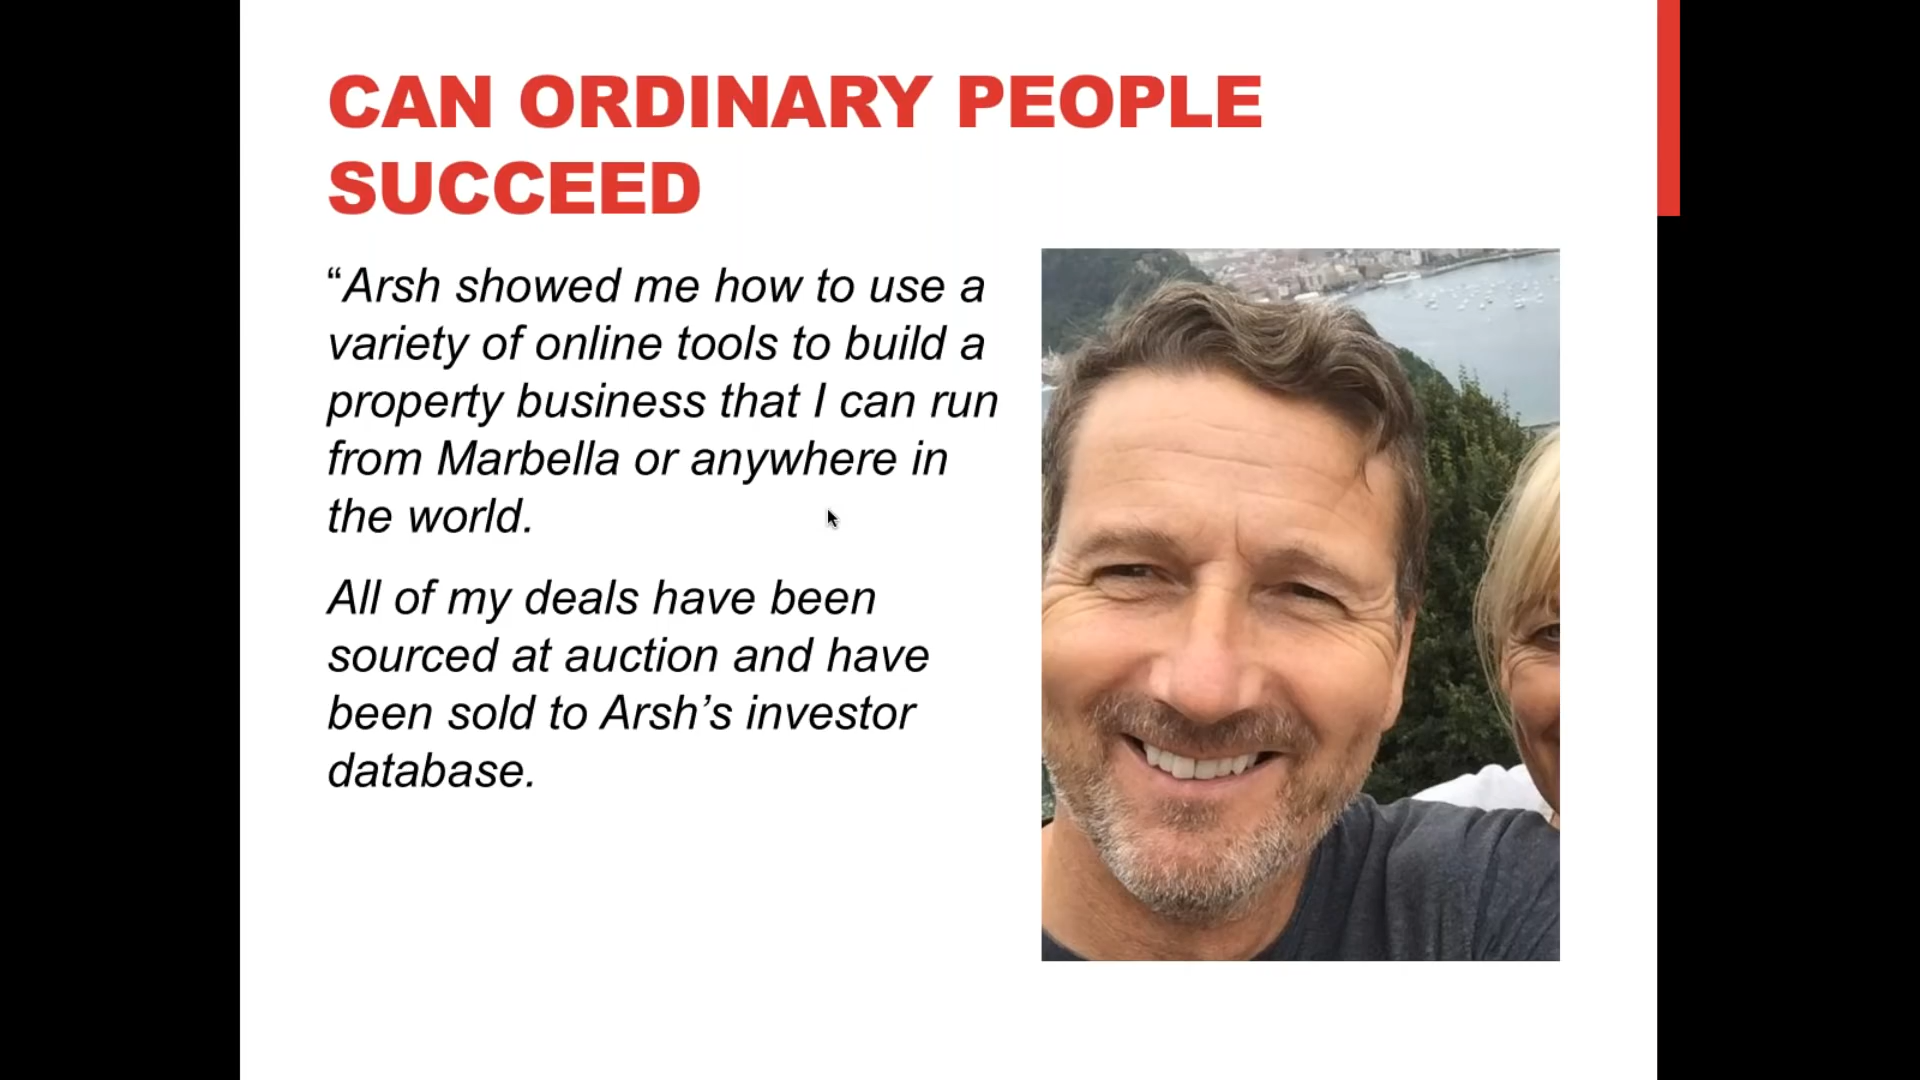 CAN ORDINARY PEOPLE
SUCCEED
“Arsh showed me how to use a
variety of online tools to build a
property business that I can run
from Marbella or anywhere in
the world.
All of my deals have been
sourced at auction and have
been sold to Arsh’s investor
database.